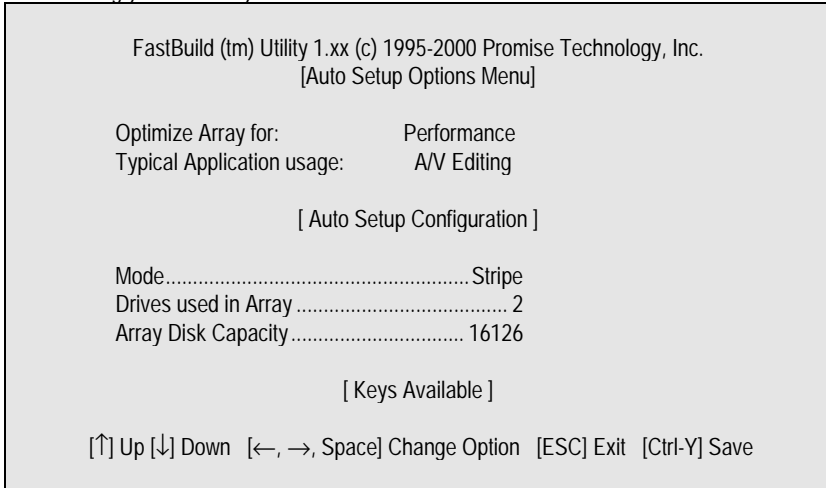 FastBuild (tm) Utility 1.xx (c) 1995-2000 Promise Technology, Inc.
[Auto Setup Options Menu]
Optimize Array for: Performance
Typical Application usage: A/V Editing
[ Auto Setup Configuration ]
Mode........................................................Stripe
Drives used in Array ....................................... 2
Array Disk Capacity................................ 16126
[ Keys Available ]
[↑] Up [↓] Down [←, →, Space] Change Option [ESC] Exit [Ctrl-Y] Save